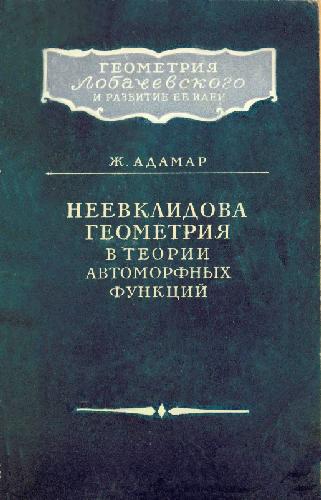 ГЕОМЕТРИЯ
Лобачевского
И РАЗВИТИЕ ЕЕ ИДЕЙ
Ж. АДАМАР
НЕЕВКЛИДОВА
ГЕОМЕТРИЯ
В ТЕОРИИ
АВТОМОРФНЫХ
ФУНКЦИЙ